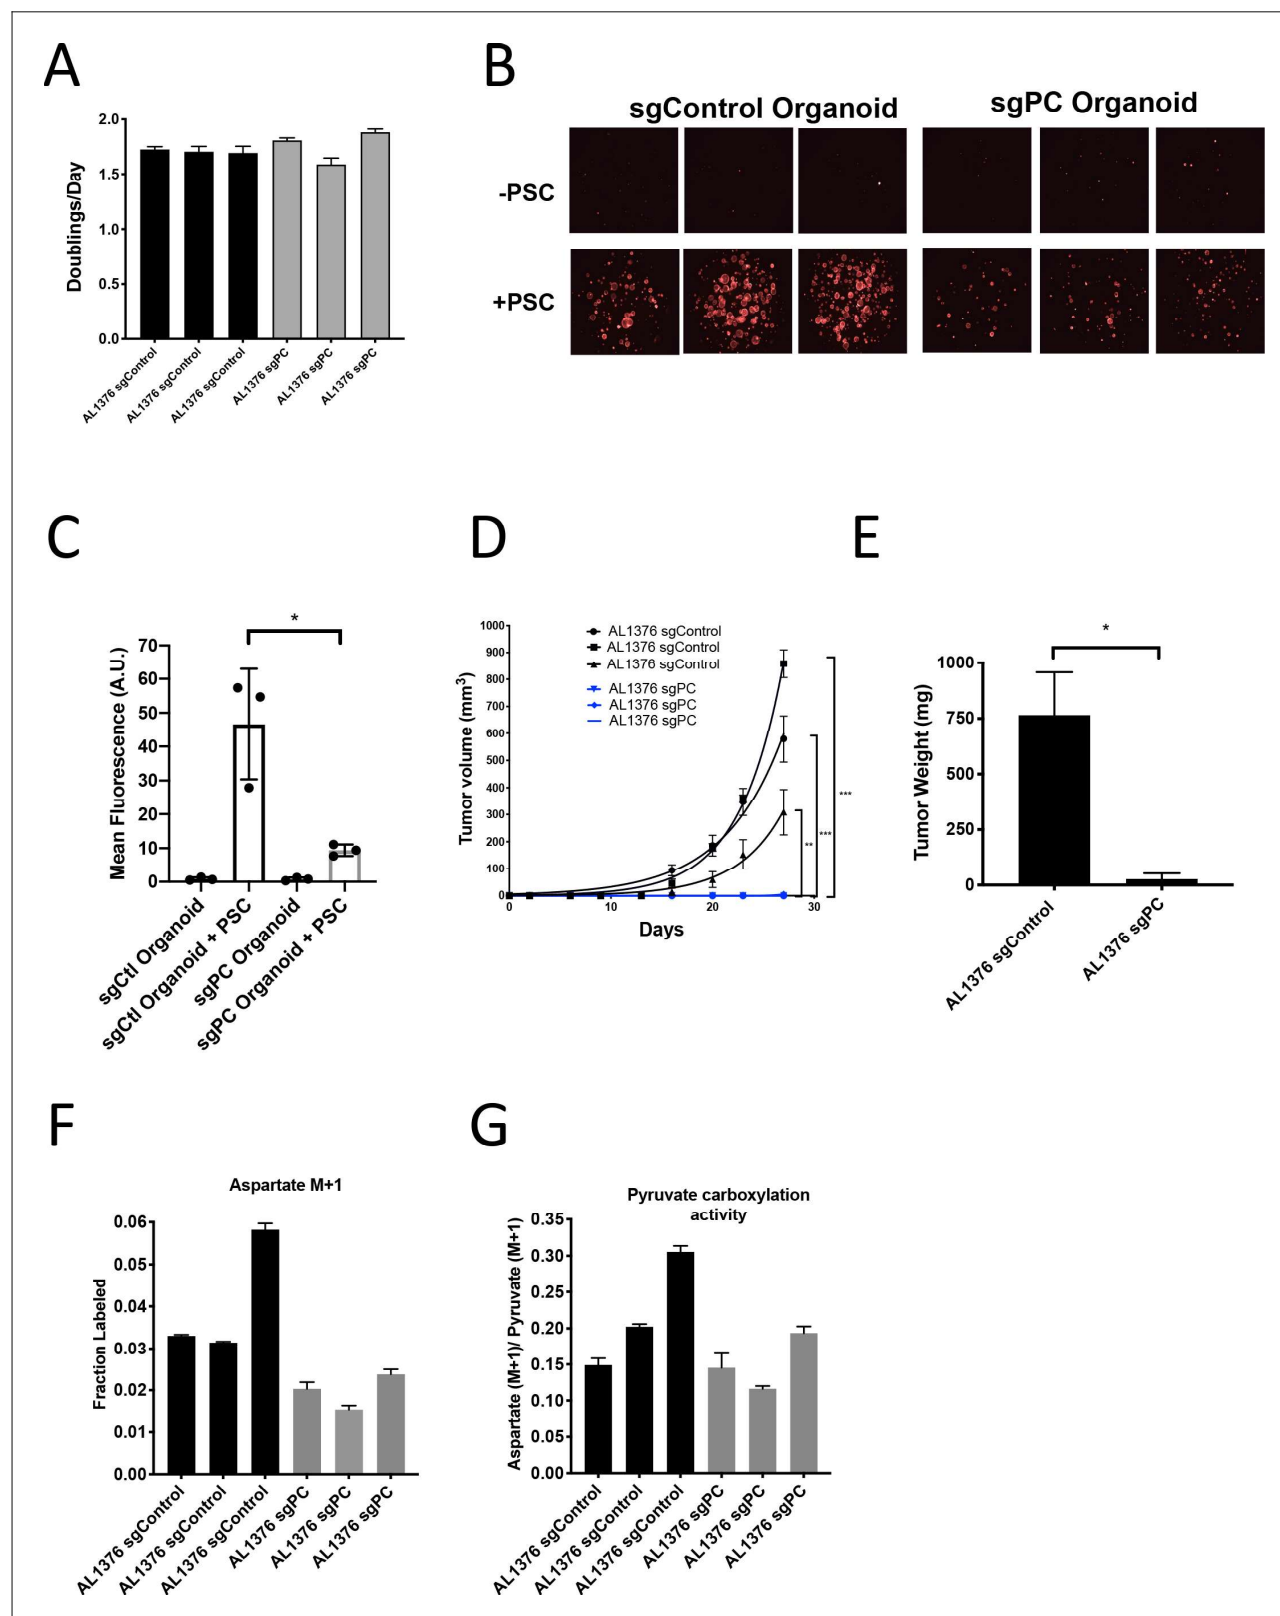 A
2.0
1.5
1.0
0.5
0.0
Doublings/Day
AL1376 sgControl
AL1376 sgControl
AL1376 sgControl
AL1376 sgPC
AL1376 sgPC
AL1376 sgPC
B
sgControl Organoid
sgPC Organoid
-PSC
+PSC
C
*
70
60
50
40
30
20
10
0
Mean Fluorescence (A.U.)
sgCtl Organoid
sgCtl Organoid + PSC
sgPC Organoid
sgPC Organoid + PSC
D
1000
900
800
700
600
500
400
300
200
100
0
Tumor volume (mm³)
AL1376 sgControl
AL1376 sgControl
AL1376 sgControl
AL1376 sgPC
AL1376 sgPC
AL1376 sgPC
**
***
***
0
10
20
30
Days
E
*
1000
750
500
250
0
Tumor Weight (mg)
AL1376 sgControl
AL1376 sgPC
F
Aspartate M+1
0.06
0.05
0.04
0.03
0.02
0.01
0.00
Fraction Labeled
AL1376 sgControl
AL1376 sgControl
AL1376 sgControl
AL1376 sgPC
AL1376 sgPC
AL1376 sgPC
G
Pyruvate carboxylation
activity
0.35
0.30
0.25
0.20
0.15
0.10
0.05
0.00
Aspartate (M+1)/ Pyruvate (M+1)
AL1376 sgControl
AL1376 sgControl
AL1376 sgControl
AL1376 sgPC
AL1376 sgPC
AL1376 sgPC